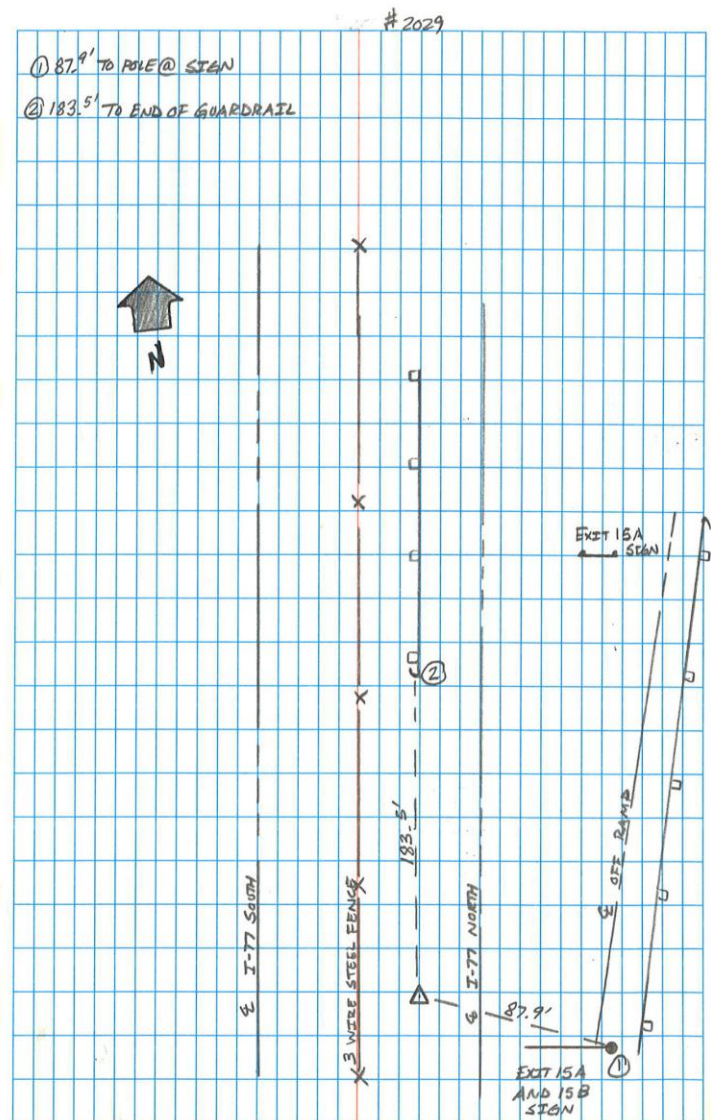 # 2029
① 87.9' TO POLE @ SIGN
② 183.5' TO END OF GUARDRAIL
N
EXIT 15A
SIGN
②
183.5'
℄ OFF RAMP
℄ I-77 SOUTH
3 WIRE STEEL FENCE
℄ I-77 NORTH
87.9'
①
EXIT 15A
AND 15B
SIGN